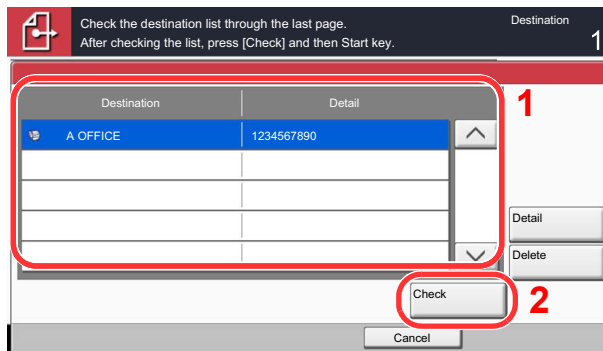 Check the destination list through the last page.
After checking the list, press [Check] and then Start key.
Destination
1
Destination Detail
1
A OFFICE 1234567890
Detail
Delete
Check
2
Cancel